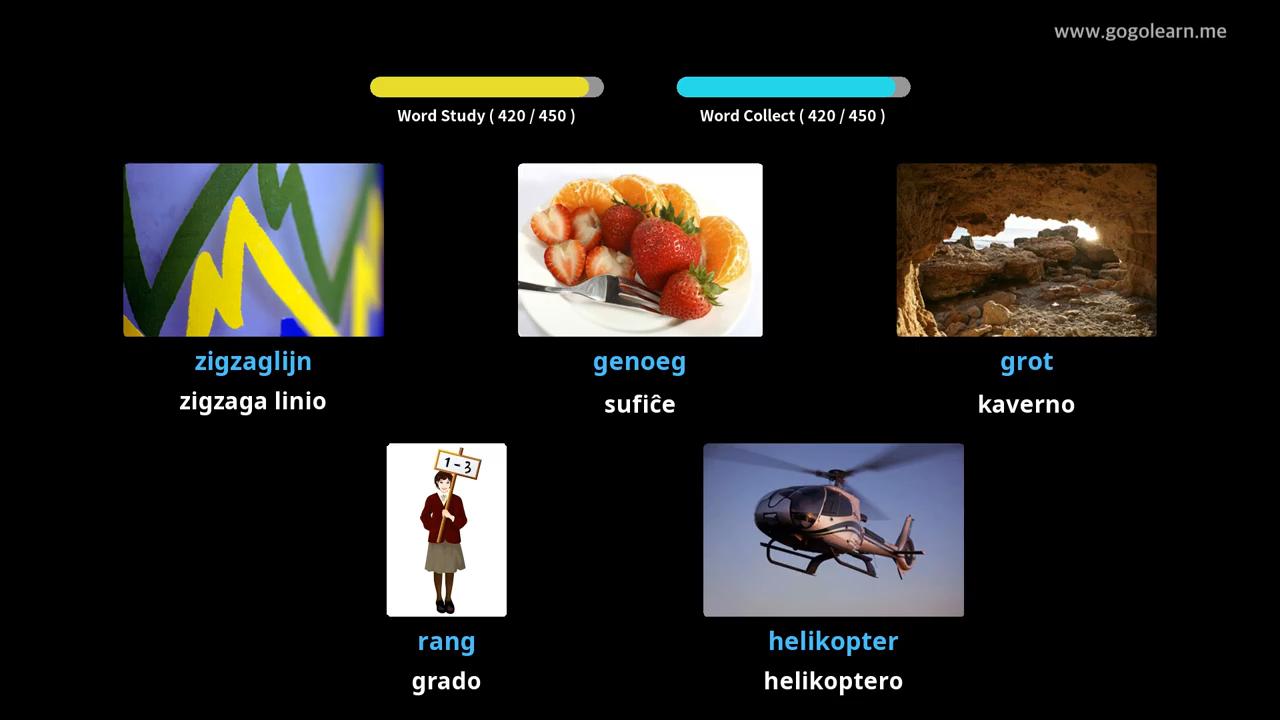 www.gogolearn.me
Word Study ( 420 / 450 )
Word Collect ( 420 / 450 )
zigzaglijn
zigzaga linio
genoeg
sufiĉe
grot
kaverno
1 - 3
rang
grado
helikopter
helikoptero